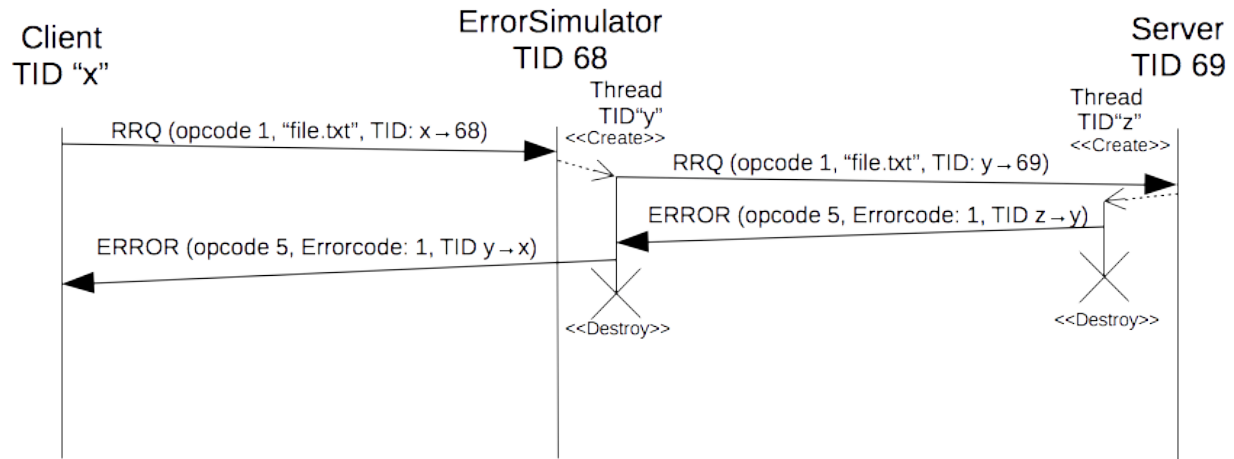 Client
TID “x”
ErrorSimulator
TID 68
Server
TID 69
Thread
TID“y”
<<Create>>
Thread
TID“z”
<<Create>>
RRQ (opcode 1, “file.txt”, TID: x→68)
RRQ (opcode 1, “file.txt”, TID: y→69)
ERROR (opcode 5, Errorcode: 1, TID z→y)
ERROR (opcode 5, Errorcode: 1, TID y→x)
<<Destroy>>
<<Destroy>>